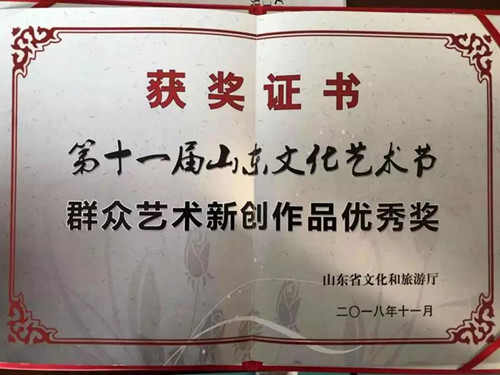 获奖证书
第十一届山东文化艺术节
群众艺术新创作品优秀奖
山东省文化和旅游厅
二〇一八年十一月